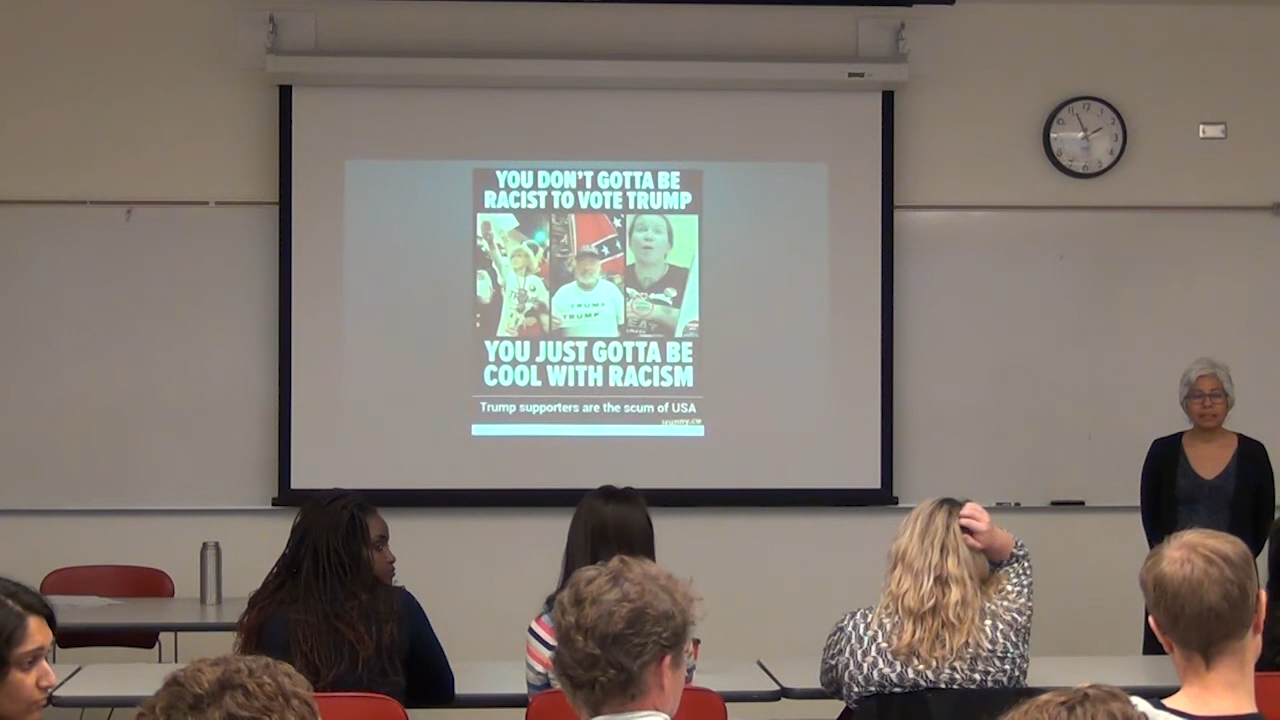 YOU DON'T GOTTA BE
RACIST TO VOTE TRUMP
TRUMP
TRUMP
YOU JUST GOTTA BE
COOL WITH RACISM
Trump supporters are the scum of USA